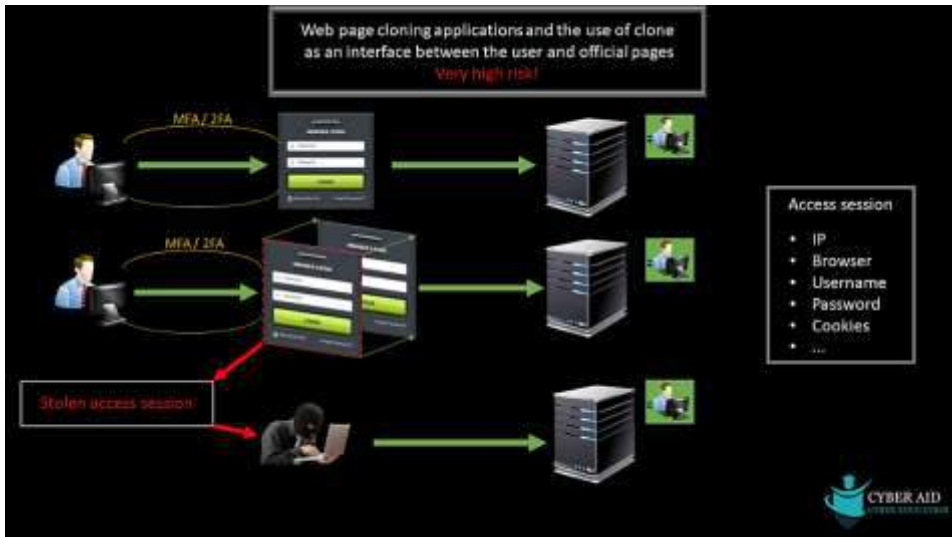 Web page cloning applications and the use of clone
as an interface between the user and official pages
Very high risk!
MFA / 2FA
MFA / 2FA
Access session
• IP
• Browser
• Username
• Password
• Cookies
• ...
Stolen access session
CYBER AID